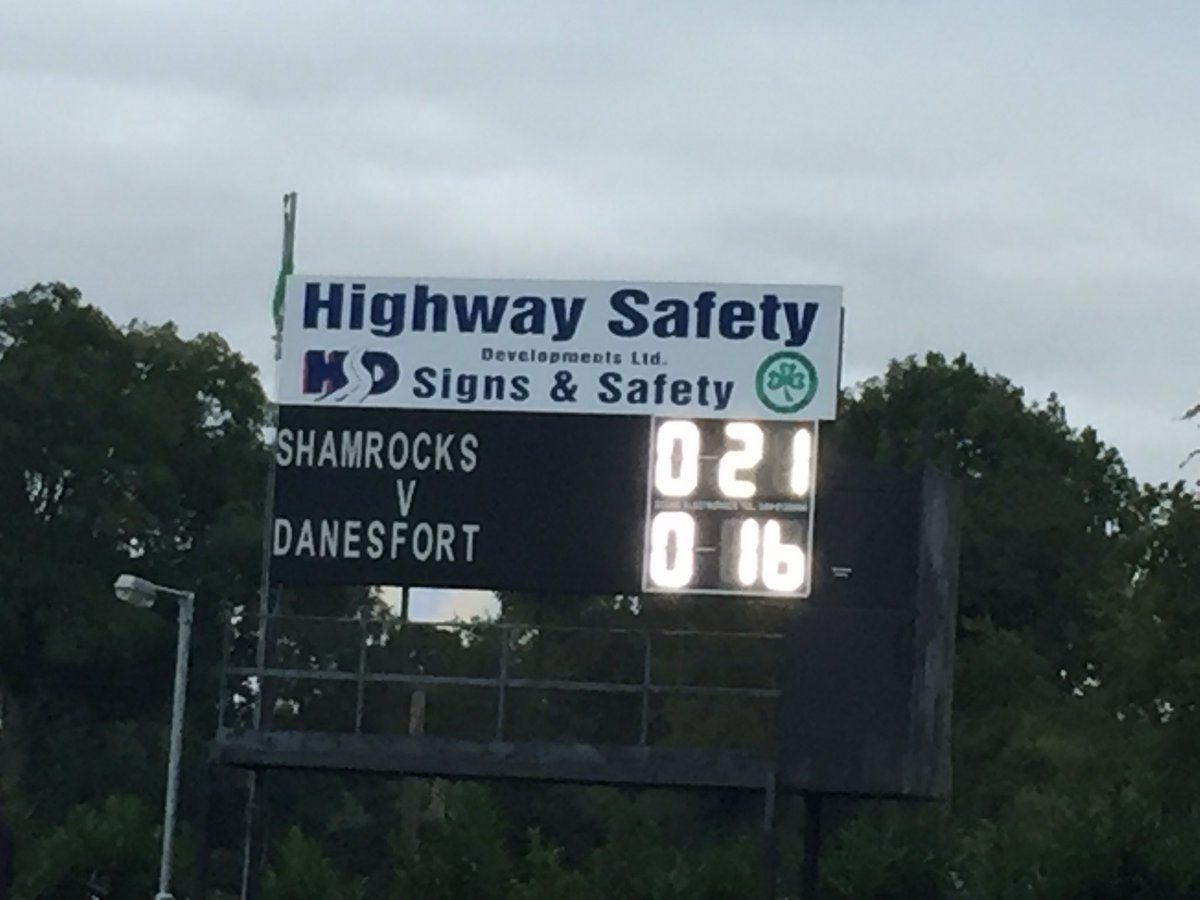 Highway Safety
Developments Ltd.
HSD Signs & Safety
SHAMROCKS 0-21
V
DANESFORT 0-16